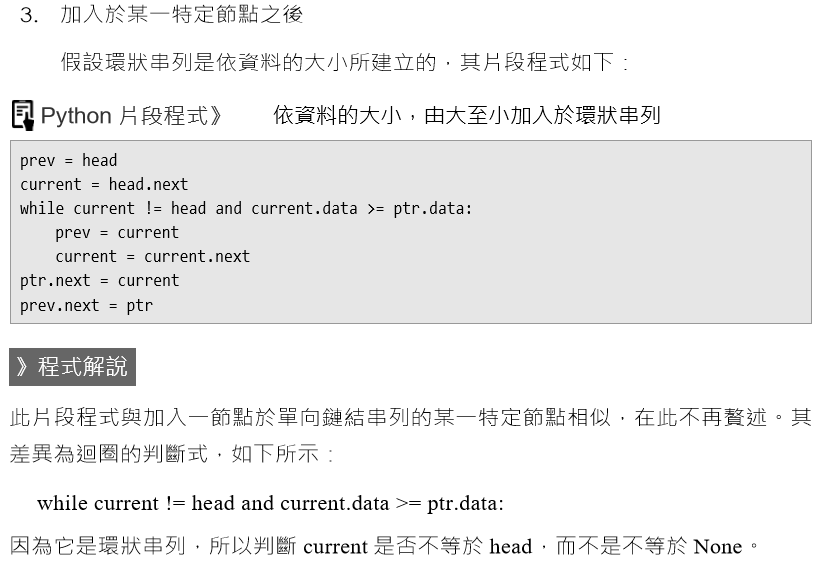 3. 加入於某一特定節點之後
假設環狀串列是依資料的大小所建立的，其片段程式如下：
Python 片段程式》 依資料的大小，由大至小加入於環狀串列
prev = head
current = head.next
while current != head and current.data >= ptr.data:
    prev = current
    current = current.next
ptr.next = current
prev.next = ptr
》程式解說
此片段程式與加入一節點於單向鏈結串列的某一特定節點相似，在此不再贅述。其
差異為迴圈的判斷式，如下所示：
while current != head and current.data >= ptr.data:
因為它是環狀串列，所以判斷 current 是否不等於 head，而不是不等於 None。